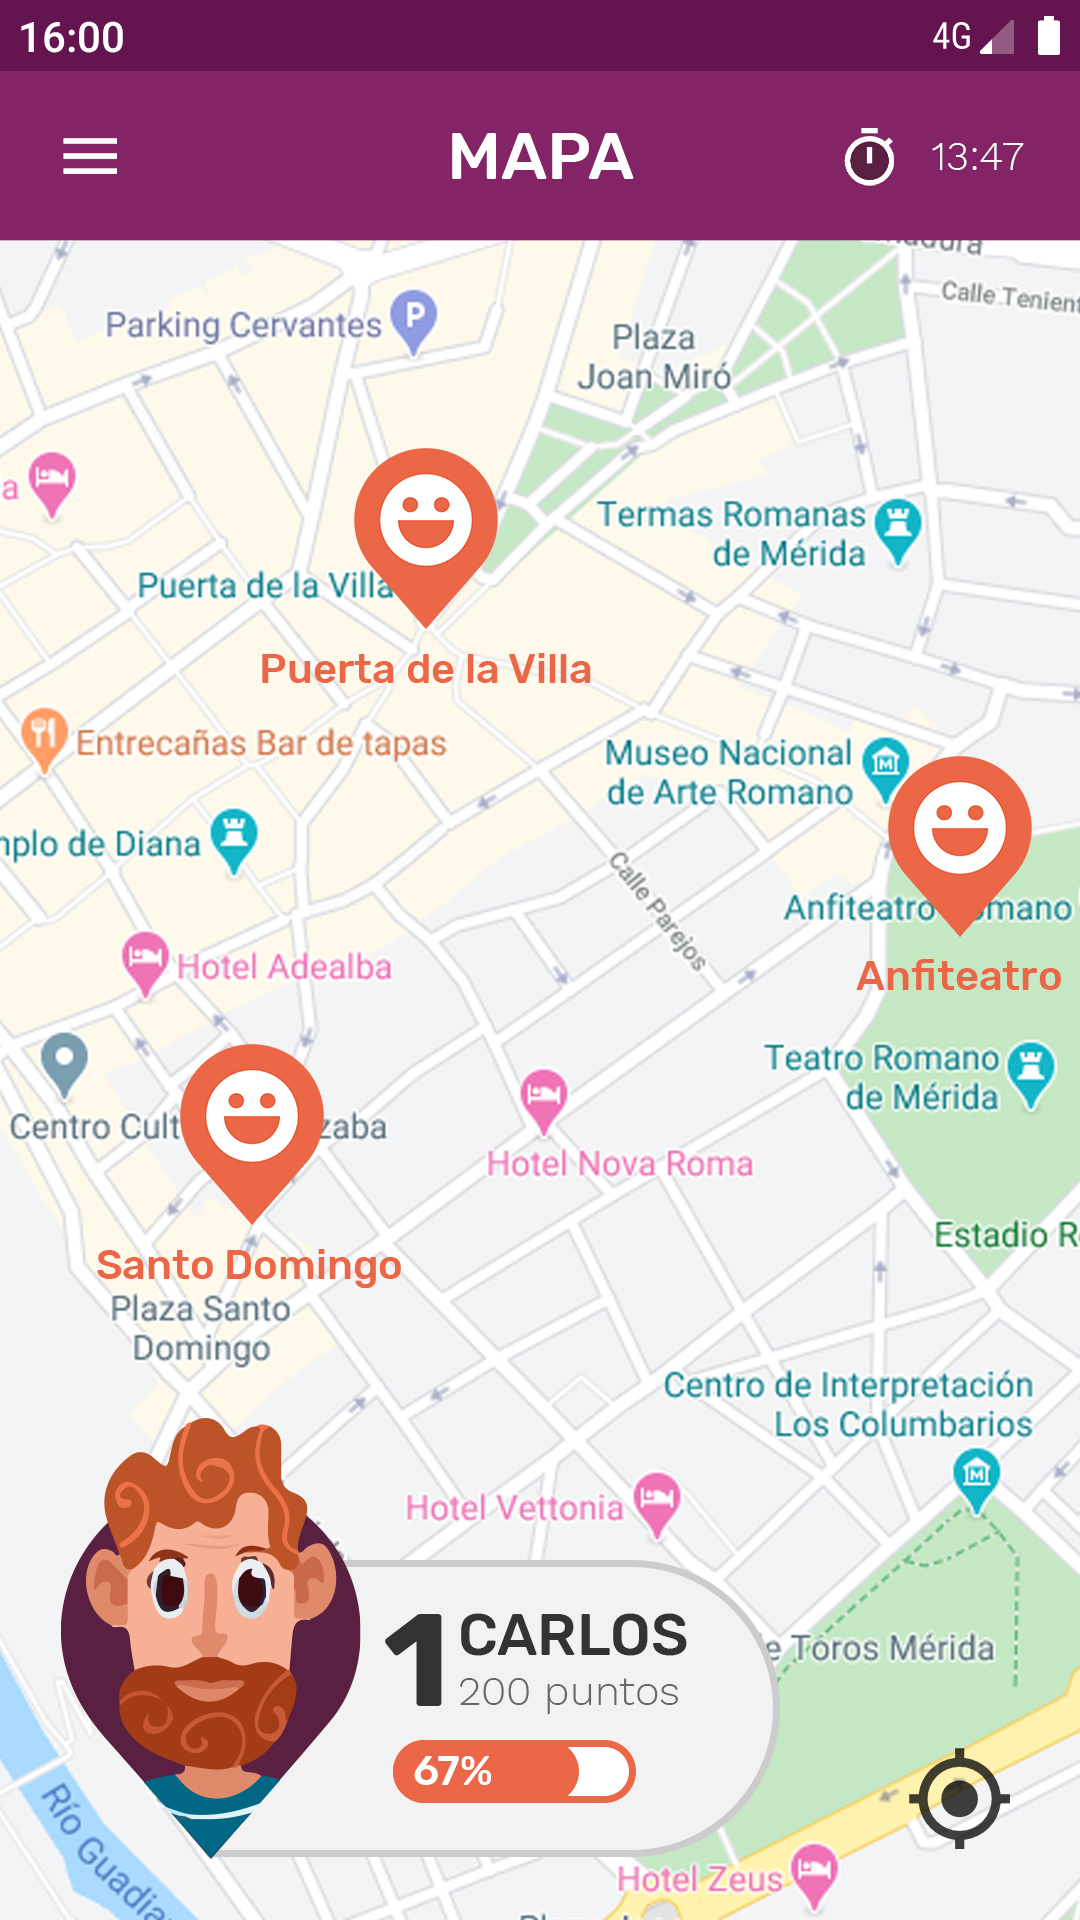 16:00
4G
MAPA
13:47
Calle Tenient
Parking Cervantes
P
Plaza
Joan Miró
a
Termas Romanas
de Mérida
Puerta de la Villa
Puerta de la Villa
Entrecañas Bar de tapas
Museo Nacional
de Arte Romano
M
mplo de Diana
Calle Parejos
Anfiteatro
mano
Anfiteatro
Hotel Adealba
Teatro Romano
de Mérida
Centro Cult
zaba
Hotel Nova Roma
Estadio R
Santo Domingo
Plaza Santo
Domingo
Centro de Interpretación
Los Columbarios
M
Hotel Vettonia
1 CARLOS
200 puntos
67%
e Toros Mérida
Río Guadia
Hotel Zeus